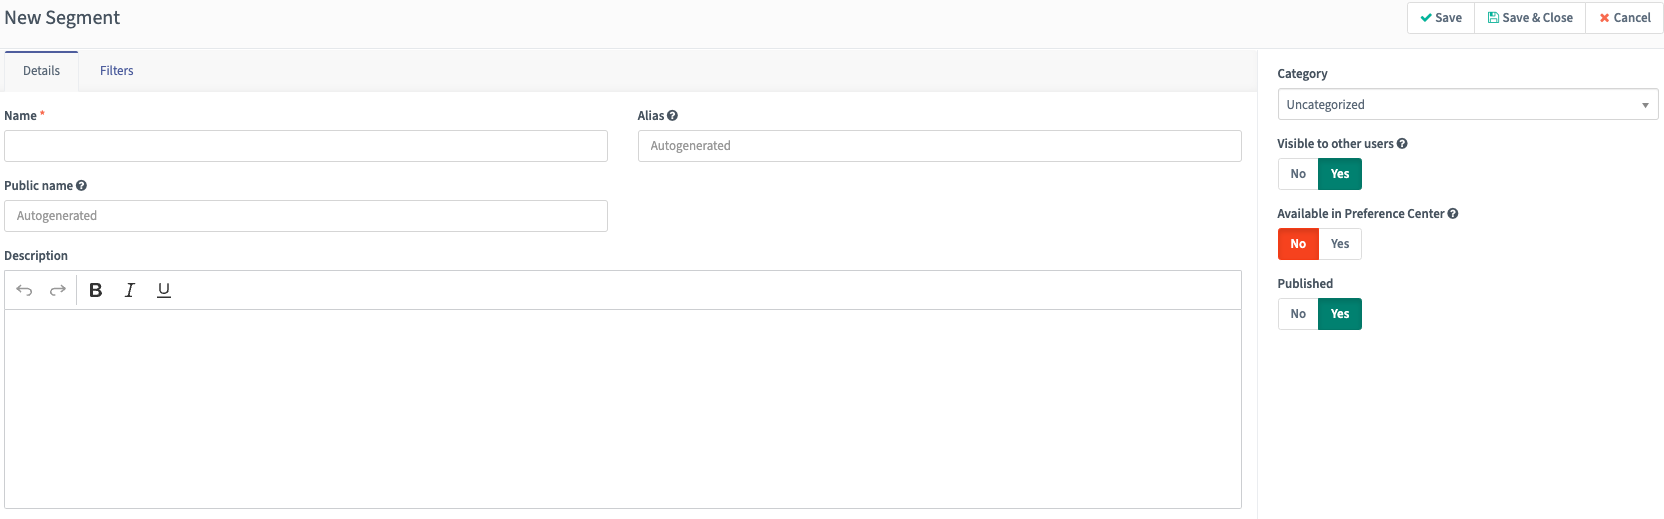 New Segment
Save
Save & Close
Cancel
Details
Filters
Name *
Alias
Autogenerated
Public name
Autogenerated
Description
B I U
Category
Uncategorized
Visible to other users
No Yes
Available in Preference Center
No Yes
Published
No Yes